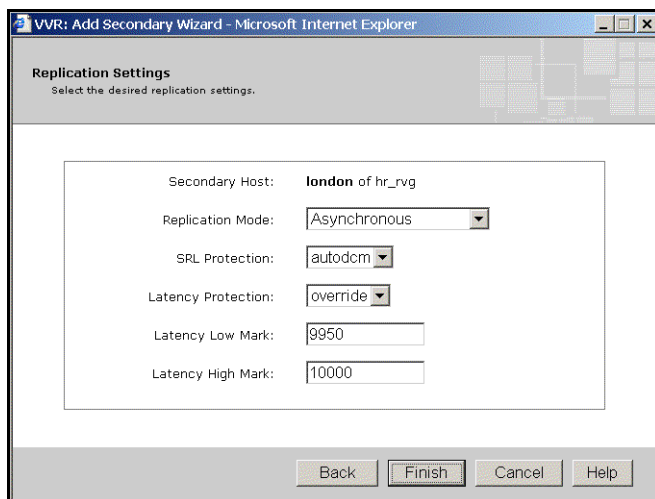 VVR: Add Secondary Wizard - Microsoft Internet Explorer
Replication Settings
Select the desired replication settings.
Secondary Host: london of hr_rvg
Replication Mode: Asynchronous
SRL Protection: autodcm
Latency Protection: override
Latency Low Mark: 9950
Latency High Mark: 10000
Back Finish Cancel Help